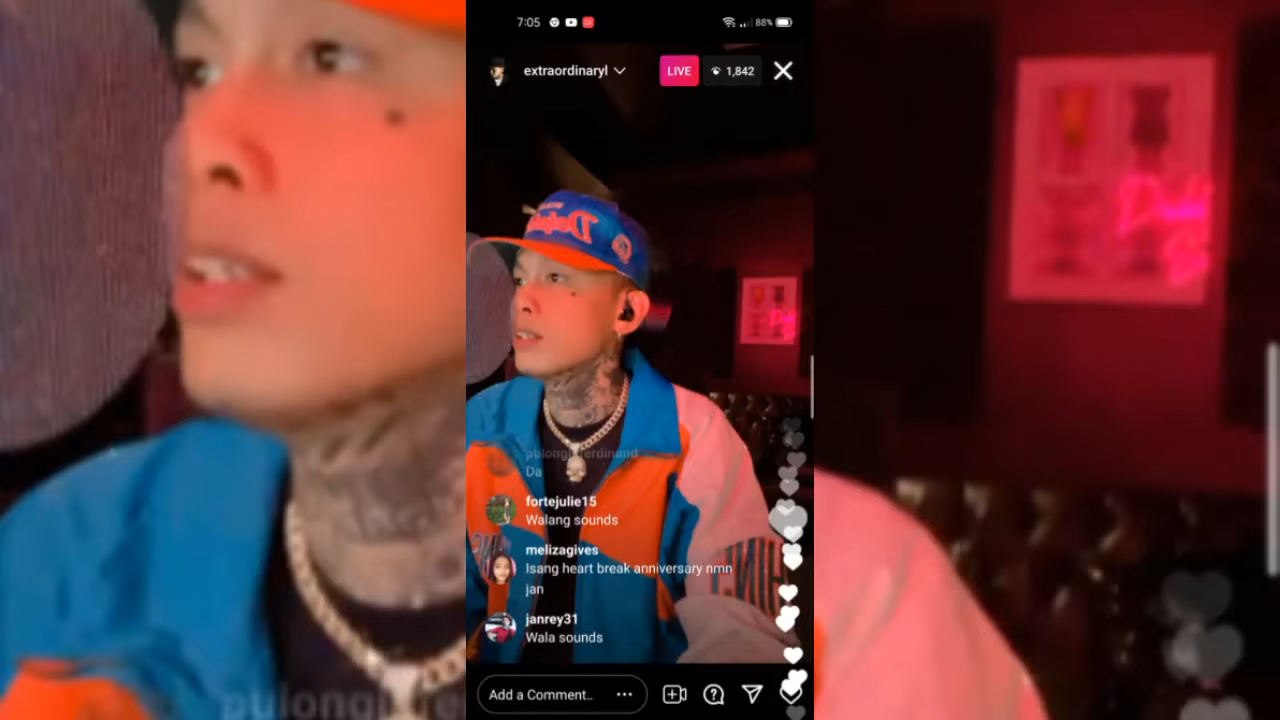 7:05
88%
extraordinaryl
LIVE
1,842
pulong
Da
fortejulie15
Walang sounds
melizagives
Isang heart break anniversary nmn
jan
janrey31
Wala sounds
Add a Comment..